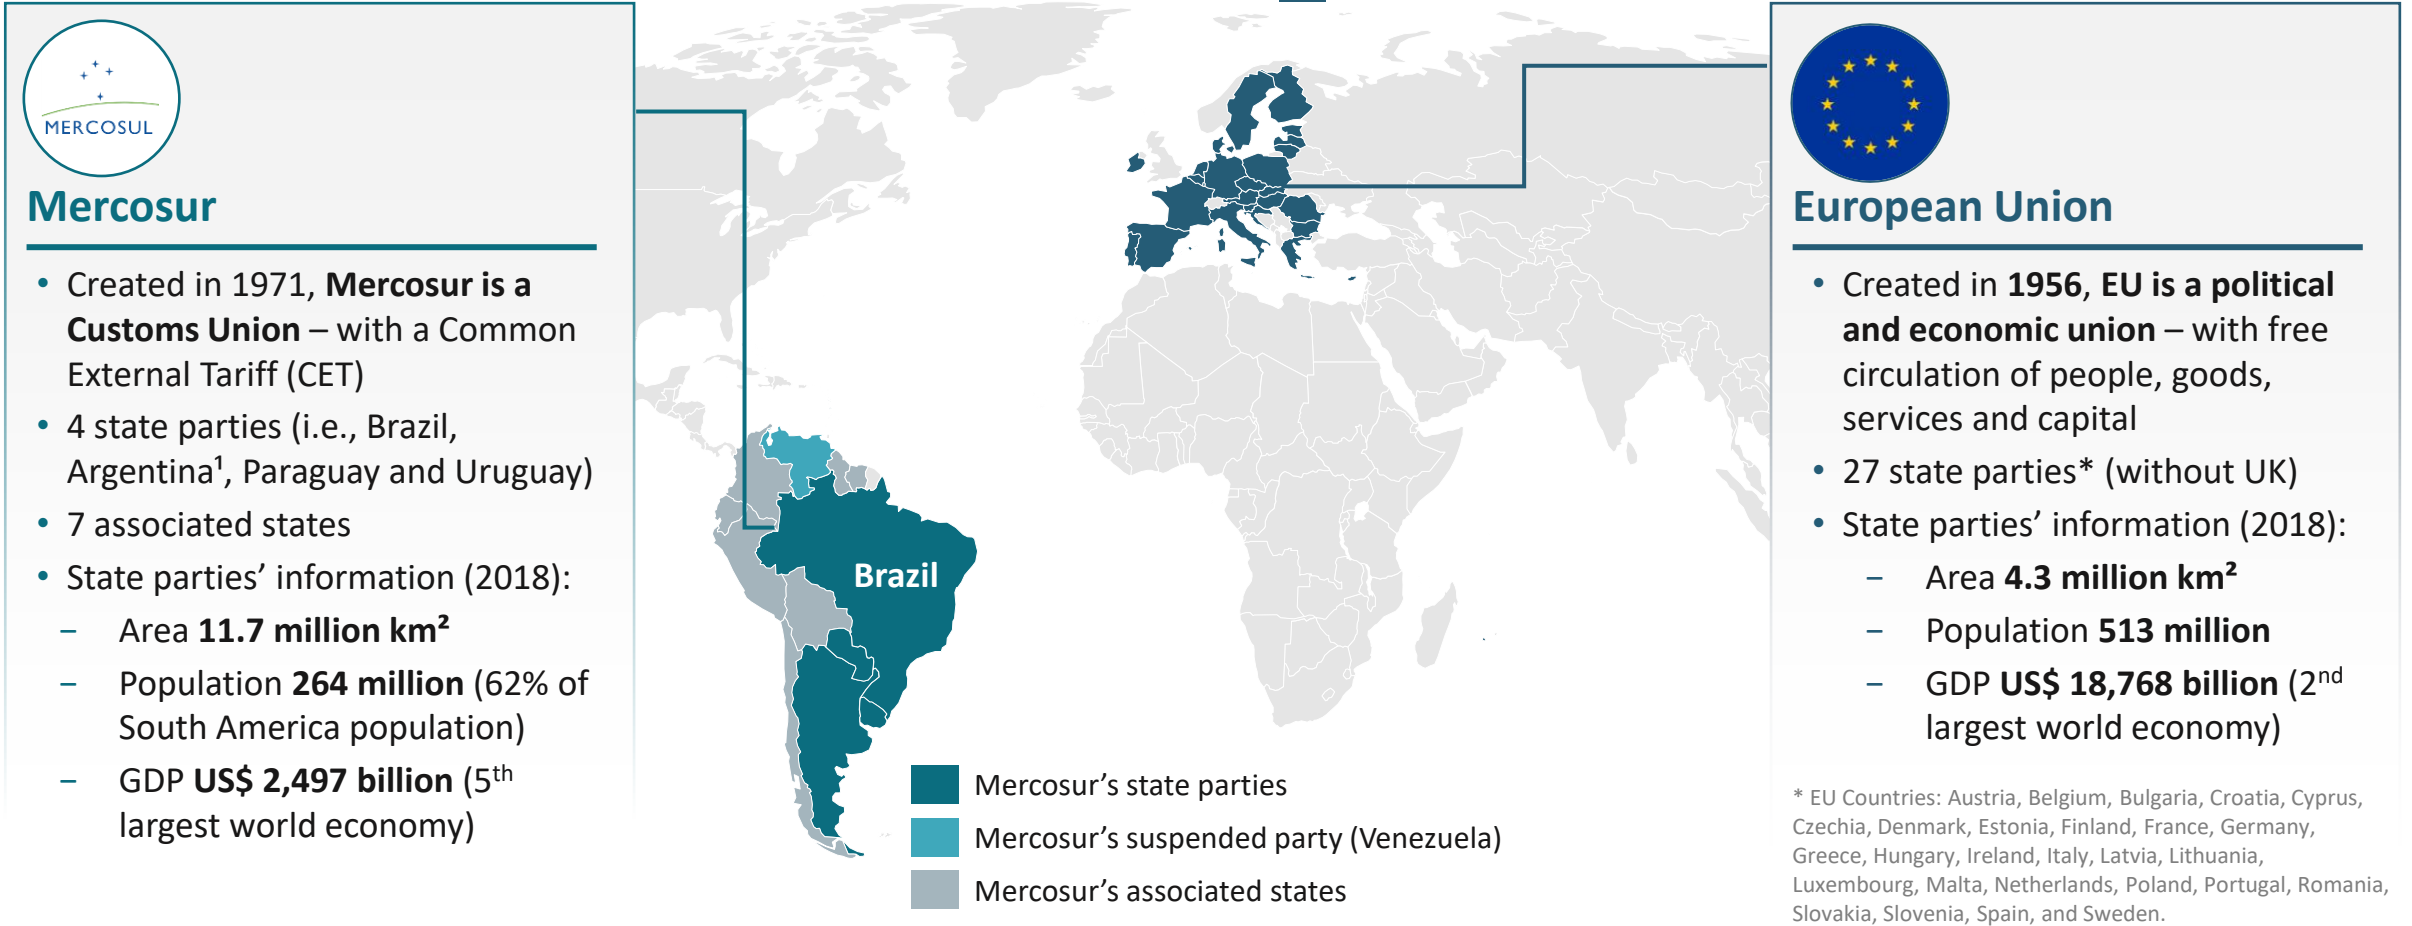 MERCOSUL
Mercosur
• Created in 1971, Mercosur is a
Customs Union – with a Common
External Tariff (CET)
• 4 state parties (i.e., Brazil,
Argentina¹, Paraguay and Uruguay)
• 7 associated states
• State parties’ information (2018):
– Area 11.7 million km²
– Population 264 million (62% of
South America population)
– GDP US$ 2,497 billion (5th
largest world economy)
Brazil
Mercosur’s state parties
Mercosur’s suspended party (Venezuela)
Mercosur’s associated states
European Union
• Created in 1956, EU is a political
and economic union – with free
circulation of people, goods,
services and capital
• 27 state parties* (without UK)
• State parties’ information (2018):
– Area 4.3 million km²
– Population 513 million
– GDP US$ 18,768 billion (2nd
largest world economy)
* EU Countries: Austria, Belgium, Bulgaria, Croatia, Cyprus,
Czechia, Denmark, Estonia, Finland, France, Germany,
Greece, Hungary, Ireland, Italy, Latvia, Lithuania,
Luxembourg, Malta, Netherlands, Poland, Portugal, Romania,
Slovakia, Slovenia, Spain, and Sweden.